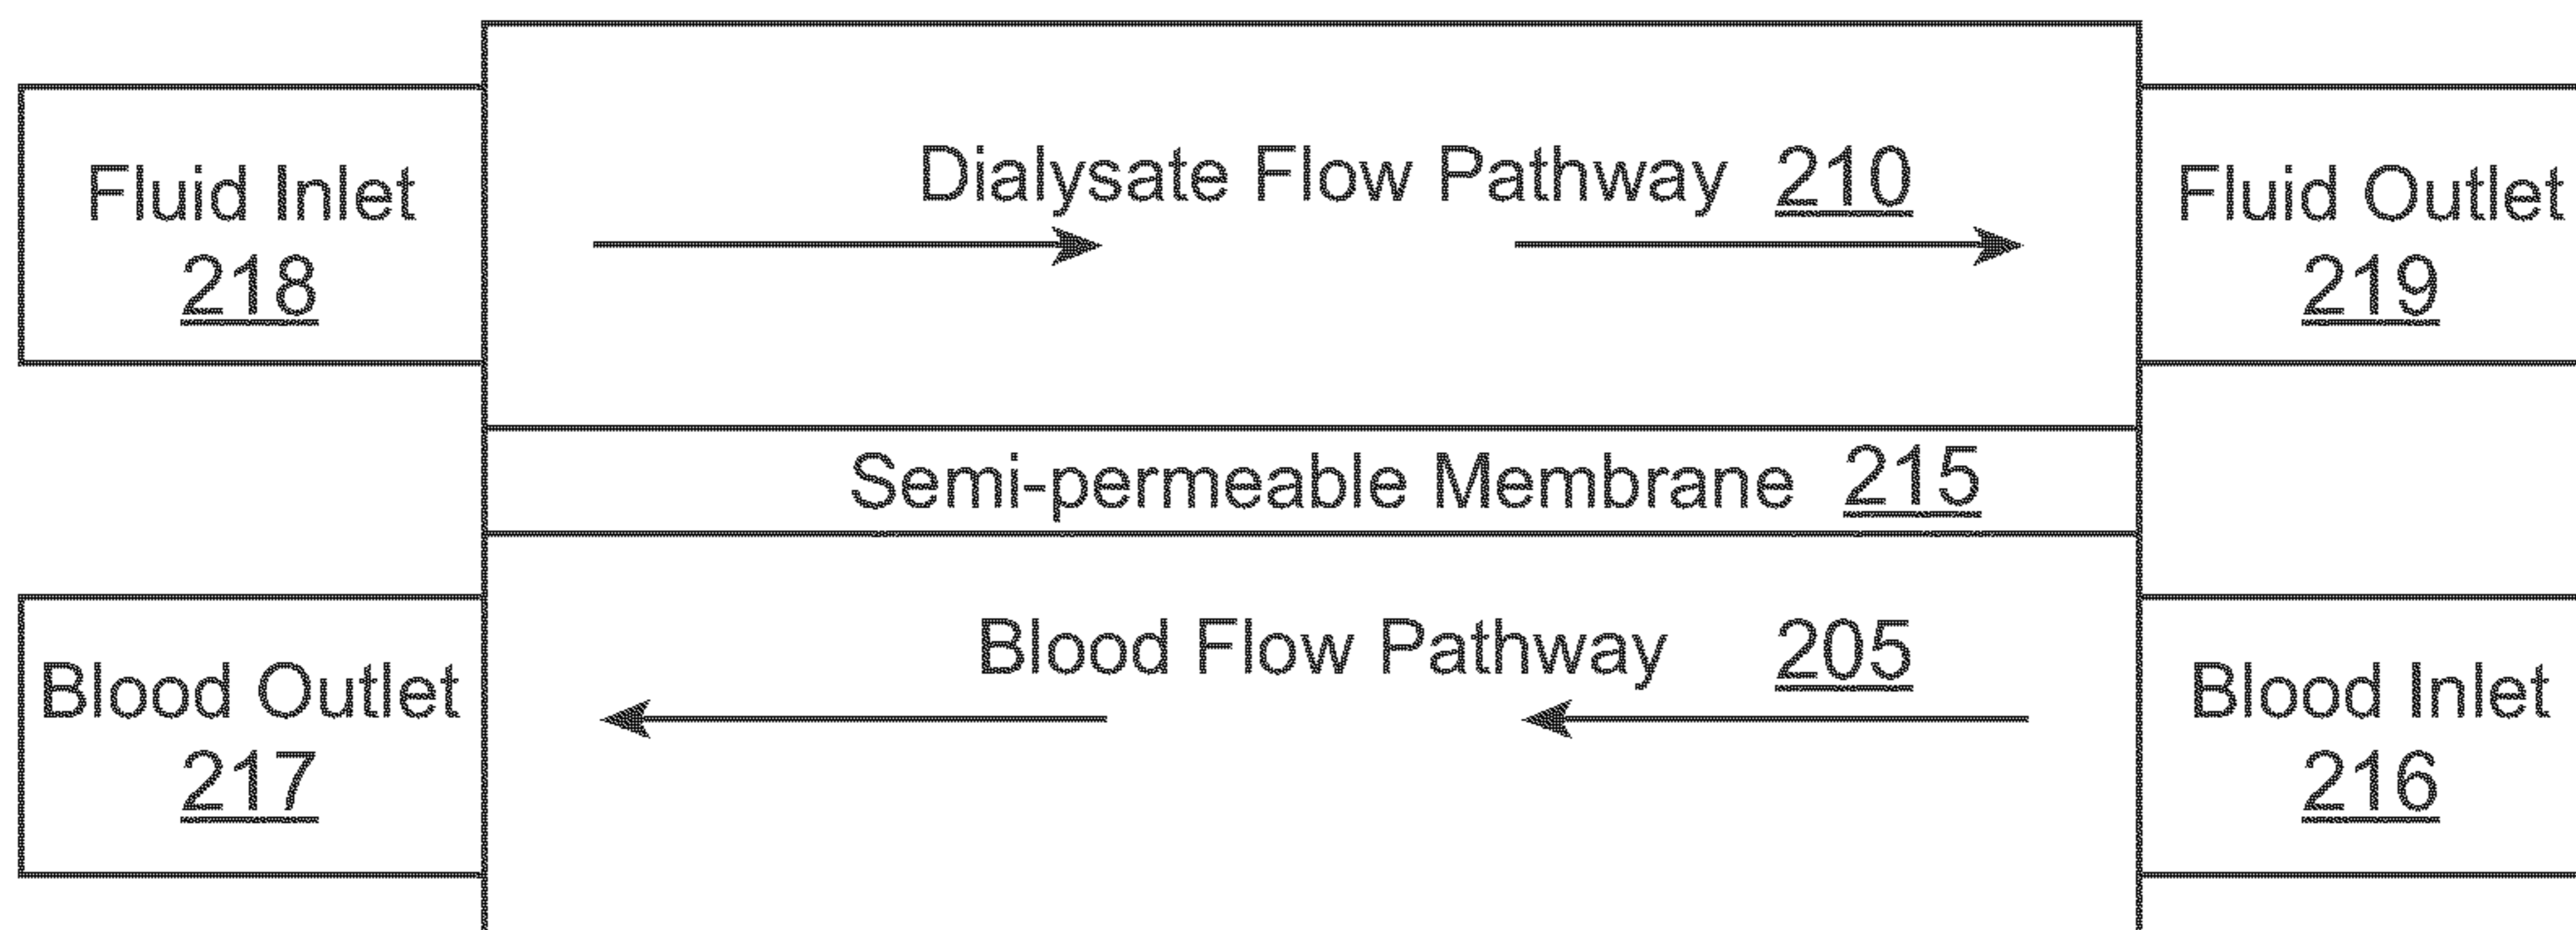 Fluid Inlet
218
Dialysate Flow Pathway 210
Fluid Outlet
219
Semi-permeable Membrane 215
Blood Outlet
217
Blood Flow Pathway 205
Blood Inlet
216